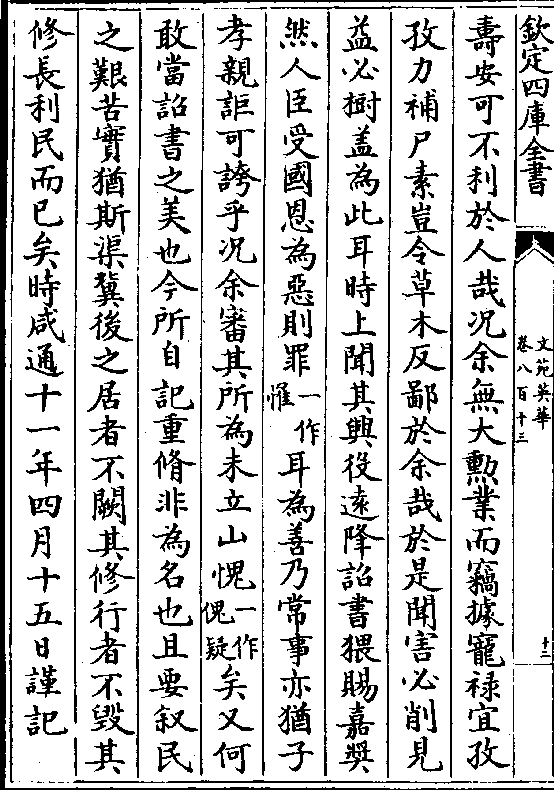 欽定四庫全書
文苑英華
卷八百十三
十三
壽安可不利於人哉况余無大勲業而竊據寵禄宜孜
孜力補尸素豈令草木反鄙於余哉於是聞害必削見
益必樹盖為此耳時上聞其興役逺降詔書猥賜嘉奬
然人臣受國恩為惡則罪一作惟耳為善乃常事亦猶子
孝親詎可誇乎况余審其所為未立山愧一作傀疑矣又何
敢當詔書之美也今所自記重脩非為名也且要叙民
之艱苦實猶斯渠冀後之居者不闕其修行者不毁其
修長利民而已矣時咸通十一年四月十五日謹記